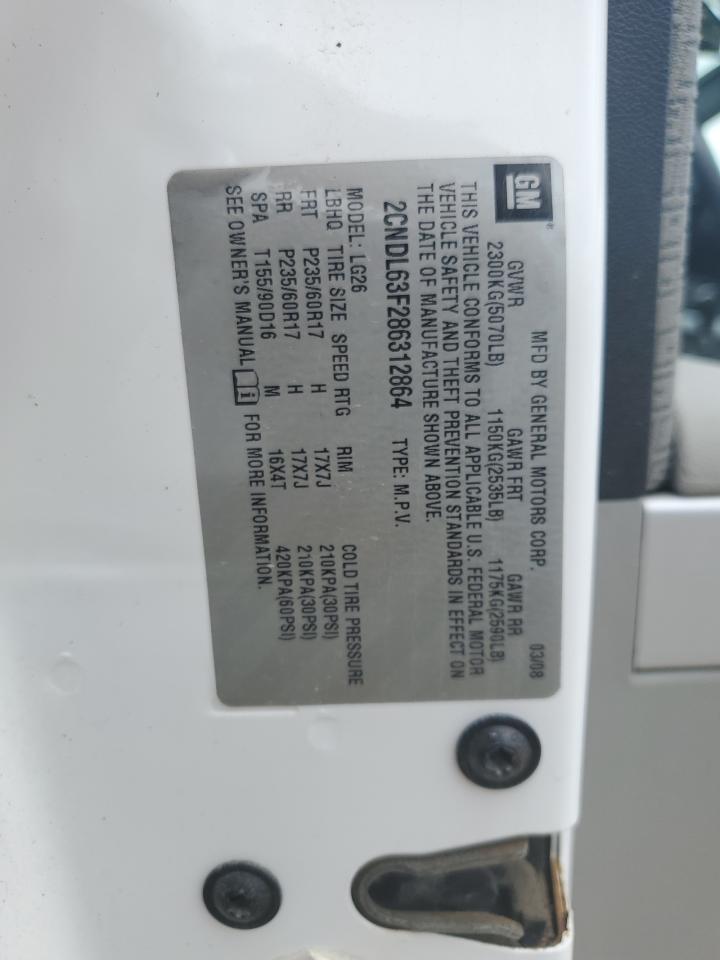 GM®
MFD BY GENERAL MOTORS CORP. 03/08
GVWR GAWR FRT GAWR RR
2300KG(5070LB) 1150KG(2535LB) 1175KG(2590LB)
THIS VEHICLE CONFORMS TO ALL APPLICABLE U.S. FEDERAL MOTOR
VEHICLE SAFETY AND THEFT PREVENTION STANDARDS IN EFFECT ON
THE DATE OF MANUFACTURE SHOWN ABOVE.
2CNDL63F286312864 TYPE: M.P.V.
MODEL: LG26
LBHQ TIRE SIZE SPEED RTG RIM COLD TIRE PRESSURE
FRT P235/60R17 H 17X7J 210KPA(30PSI)
RR P235/60R17 H 17X7J 210KPA(30PSI)
SPA T155/90D16 M 16X4T 420KPA(60PSI)
SEE OWNER'S MANUAL i FOR MORE INFORMATION.